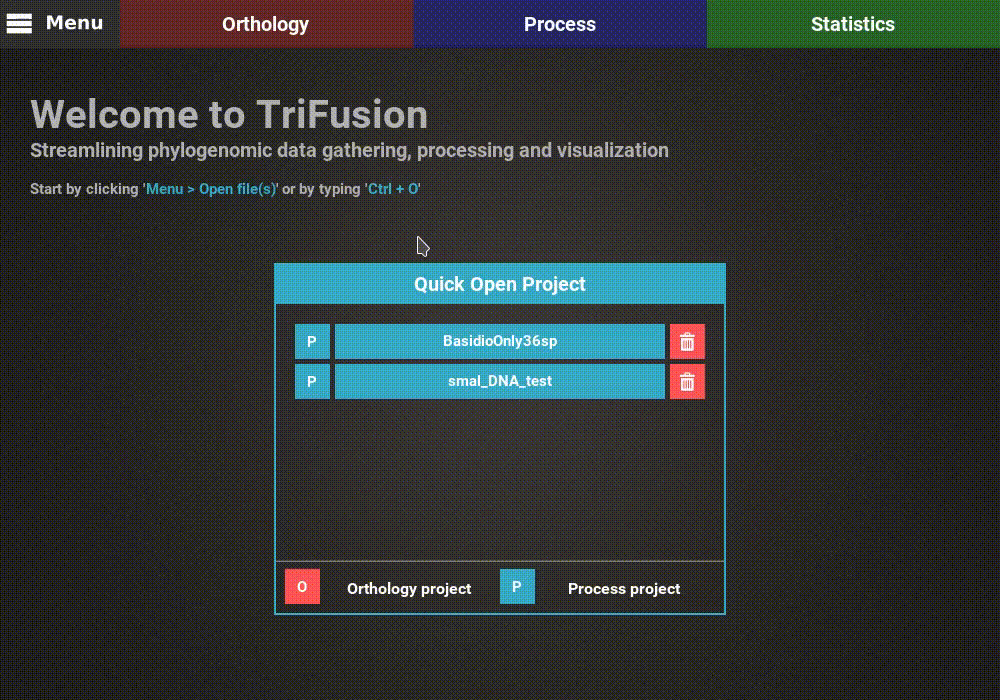 Menu
Orthology
Process
Statistics
Welcome to TriFusion
Streamlining phylogenomic data gathering, processing and visualization
Start by clicking 'Menu > Open file(s)' or by typing 'Ctrl + O'
Quick Open Project
P BasidioOnly36sp
P smal_DNA_test
O Orthology project P Process project